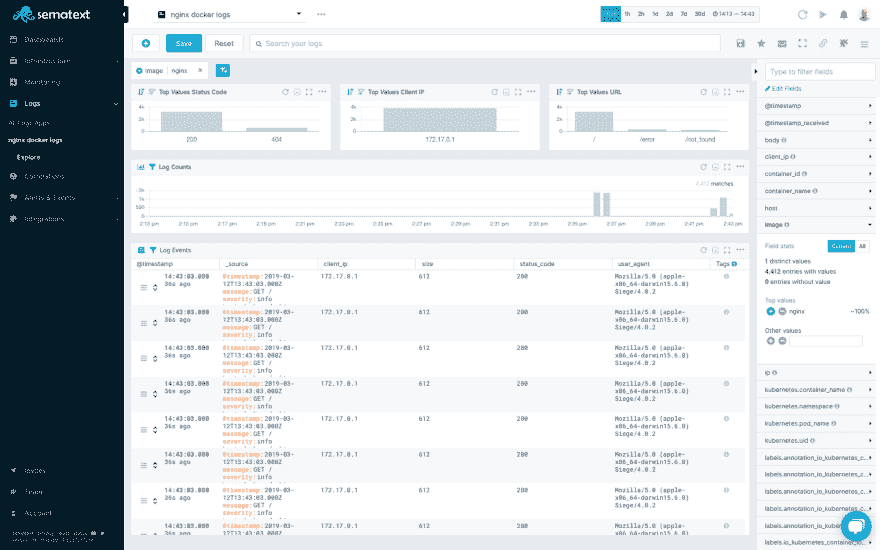 sematext
nginx docker logs
1h 2h 1d 2d 7d 30d 14:13 — 14:43
Dashboards
Infrastructure
Monitoring
Logs
nginx docker logs
Explore
Correlations
Alerts & Events
Integrations
Invites
Account
Save
Reset
Search your logs
image nginx
Top Values Status Code
4k
2k
0
200 404
Top Values Client IP
4k
2k
0
172.17.0.1
Top Values URL
4k
2k
0
/ /error /not_found
Log Counts
4,412 matches
500
0
2:13 pm 2:15 pm 2:17 pm 2:19 pm 2:21 pm 2:23 pm 2:25 pm 2:27 pm 2:29 pm 2:31 pm 2:33 pm 2:35 pm 2:37 pm 2:39 pm 2:41 pm 2:43 pm
Log Events
@timestamp _source client_ip size status_code user_agent Tags
14:43:03.000 @timestamp:2019-03- 172.17.0.1 612 200 Mozilla/5.0 (apple-
36s ago 12T13:43:03.000Z x86_64-darwin15.6.0)
message:GET / Siege/4.0.2
severity:info
14:43:03.000 @timestamp:2019-03- 172.17.0.1 612 200 Mozilla/5.0 (apple-
36s ago 12T13:43:03.000Z x86_64-darwin15.6.0)
message:GET / Siege/4.0.2
severity:info
14:43:03.000 @timestamp:2019-03- 172.17.0.1 612 200 Mozilla/5.0 (apple-
36s ago 12T13:43:03.000Z x86_64-darwin15.6.0)
message:GET / Siege/4.0.2
severity:info
14:43:03.000 @timestamp:2019-03- 172.17.0.1 612 200 Mozilla/5.0 (apple-
36s ago 12T13:43:03.000Z x86_64-darwin15.6.0)
message:GET / Siege/4.0.2
severity:info
14:43:03.000 @timestamp:2019-03- 172.17.0.1 612 200 Mozilla/5.0 (apple-
36s ago 12T13:43:03.000Z x86_64-darwin15.6.0)
message:GET / Siege/4.0.2
severity:info
14:43:03.000 @timestamp:2019-03- 172.17.0.1 612 200 Mozilla/5.0 (apple-
36s ago 12T13:43:03.000Z x86_64-darwin15.6.0)
message:GET / Siege/4.0.2
severity:info
14:43:03.000 @timestamp:2019-03- 172.17.0.1 612 200 Mozilla/5.0 (apple-
36s ago 12T13:43:03.000Z x86_64-darwin15.6.0)
message:GET / Siege/4.0.2
severity:info
14:43:03.000 @timestamp:2019-03- 172.17.0.1 612 200 Mozilla/5.0 (apple-
36s ago 12T13:43:03.000Z x86_64-darwin15.6.0)
Type to filter fields
Edit Fields
@timestamp
@timestamp_received
body
client_ip
container_id
container_name
host
image
Field stats Current All
1 distinct values
4,412 entries with values
0 entries without value
Top values
nginx ~100%
Other values
ip
kubernetes.container_name
kubernetes.namespace
kubernetes.pod_name
kubernetes.uid
labels.annotation_io_kubernetes_c...
labels.annotation_io_kubernetes_c...
labels.annotation_io_kubernetes_c...
labels.annotation_io_kubernetes_c...
labels.annotation_io_kubernetes
labels.io_kubernetes_container_lo...